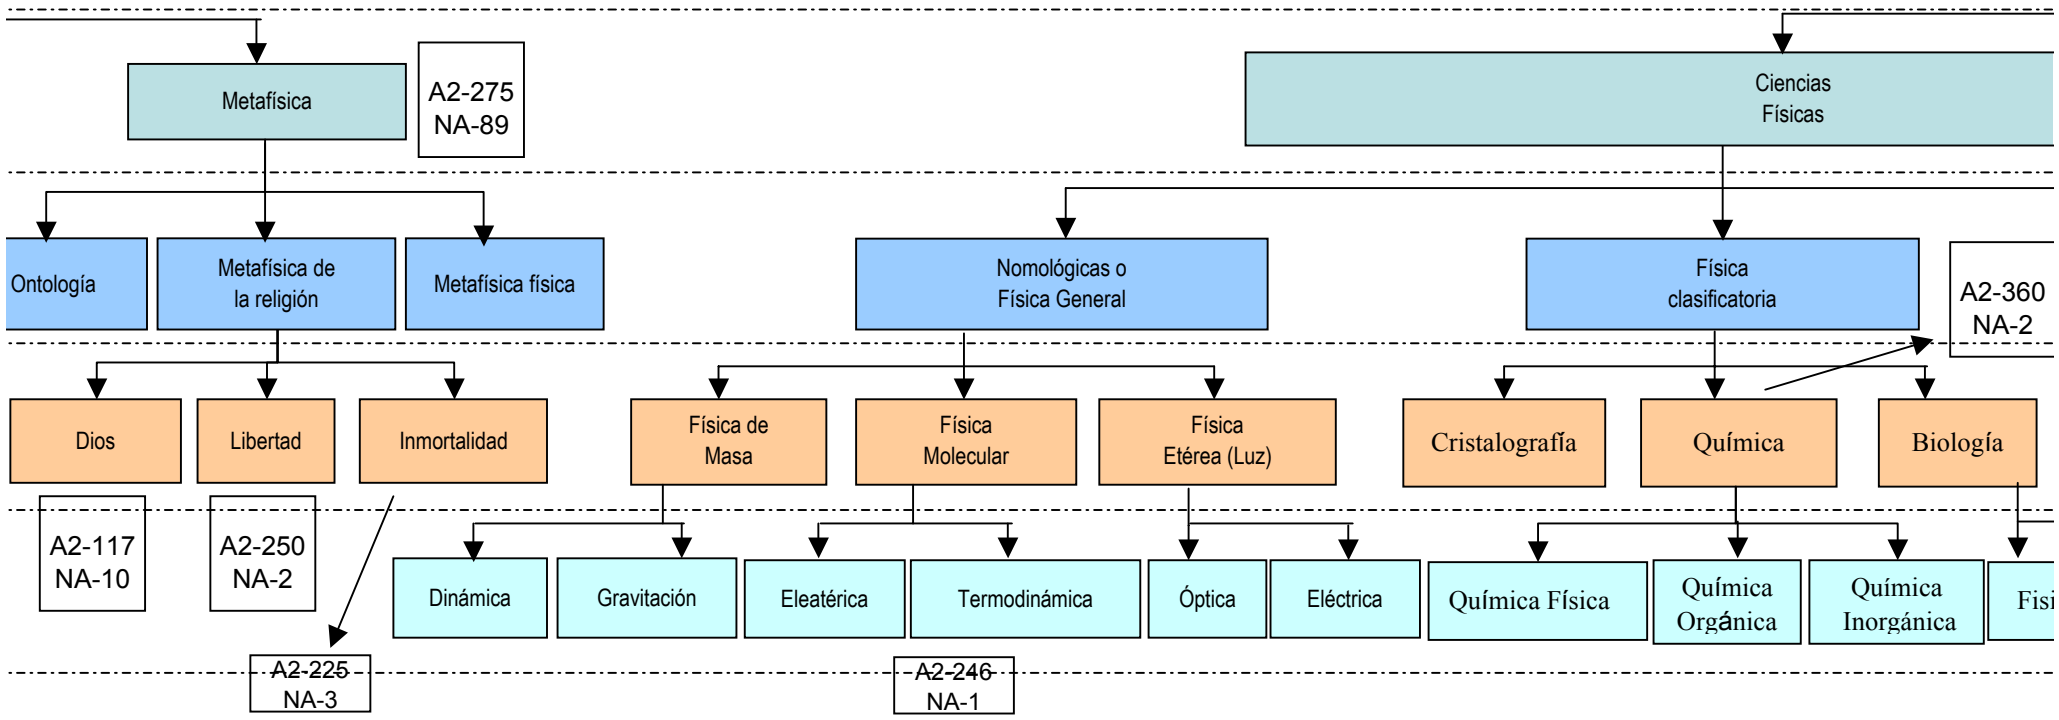 Metafísica
A2-275
NA-89
Ciencias
Físicas
Ontología
Metafísica de
la religión
Metafísica física
Nomológicas o
Física General
Física
clasificatoria
A2-360
NA-2
Dios
Libertad
Inmortalidad
Física de
Masa
Física
Molecular
Física
Etérea (Luz)
Cristalografía
Química
Biología
A2-117
NA-10
A2-250
NA-2
Dinámica
Gravitación
Eleatérica
Termodinámica
Óptica
Eléctrica
Química Física
Química
Orgánica
Química
Inorgánica
Fisi
A2-225
NA-3
A2-246
NA-1